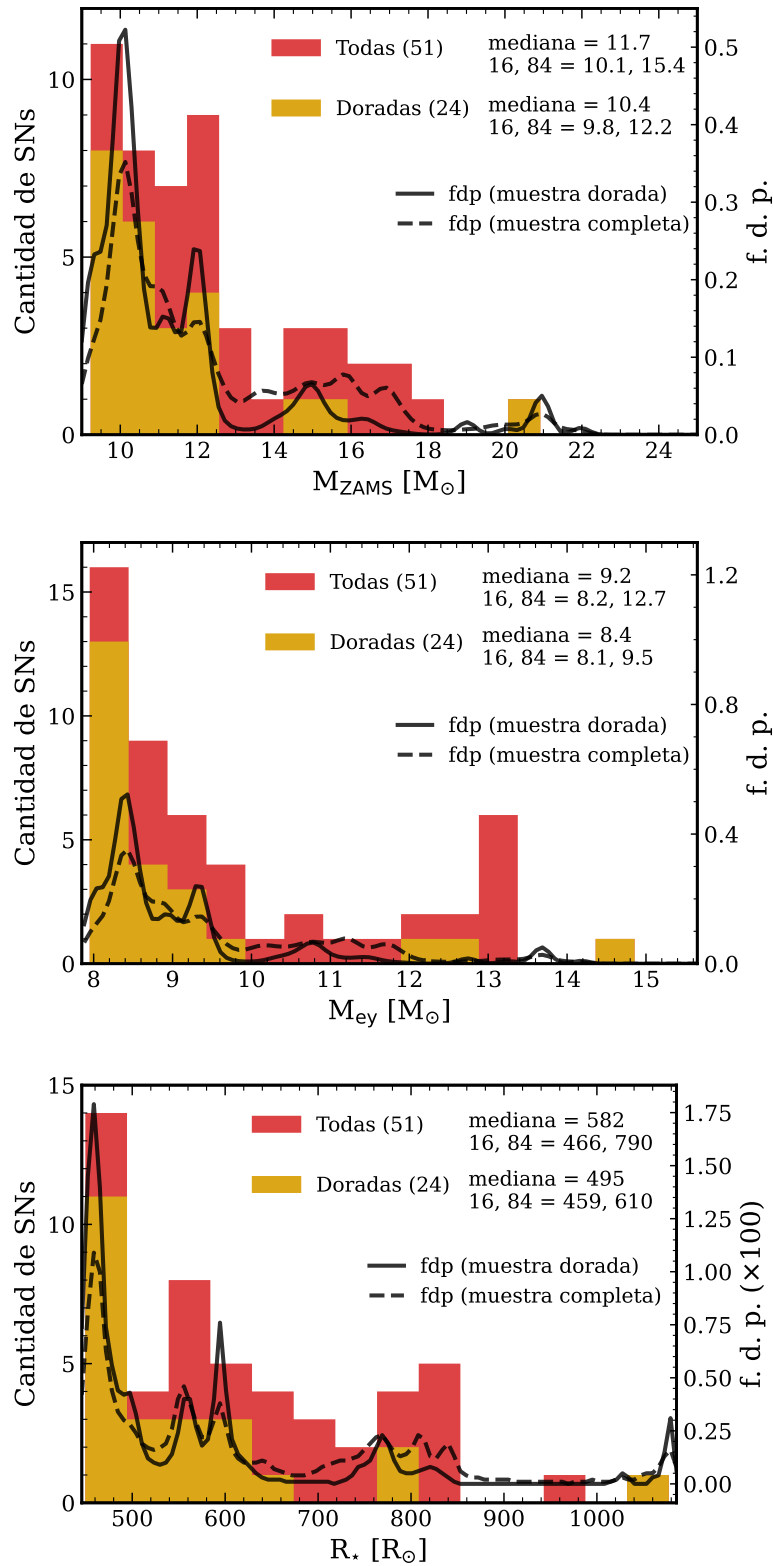 Todas (51)
mediana = 11.7
16, 84 = 10.1, 15.4
Doradas (24)
mediana = 10.4
16, 84 = 9.8, 12.2
fdp (muestra dorada)
fdp (muestra completa)
Cantidad de SNs
f. d. p.
0 5 10
0.0 0.1 0.2 0.3 0.4 0.5
10 12 14 16 18 20 22 24
M_ZAMS [M_⊙]
Todas (51)
mediana = 9.2
16, 84 = 8.2, 12.7
Doradas (24)
mediana = 8.4
16, 84 = 8.1, 9.5
fdp (muestra dorada)
fdp (muestra completa)
Cantidad de SNs
f. d. p.
0 5 10 15
0.0 0.4 0.8 1.2
8 9 10 11 12 13 14 15
M_ey [M_⊙]
Todas (51)
mediana = 582
16, 84 = 466, 790
Doradas (24)
mediana = 495
16, 84 = 459, 610
fdp (muestra dorada)
fdp (muestra completa)
Cantidad de SNs
f. d. p. (×100)
0 5 10 15
0.00 0.25 0.50 0.75 1.00 1.25 1.50 1.75
500 600 700 800 900 1000
R_⋆ [R_⊙]